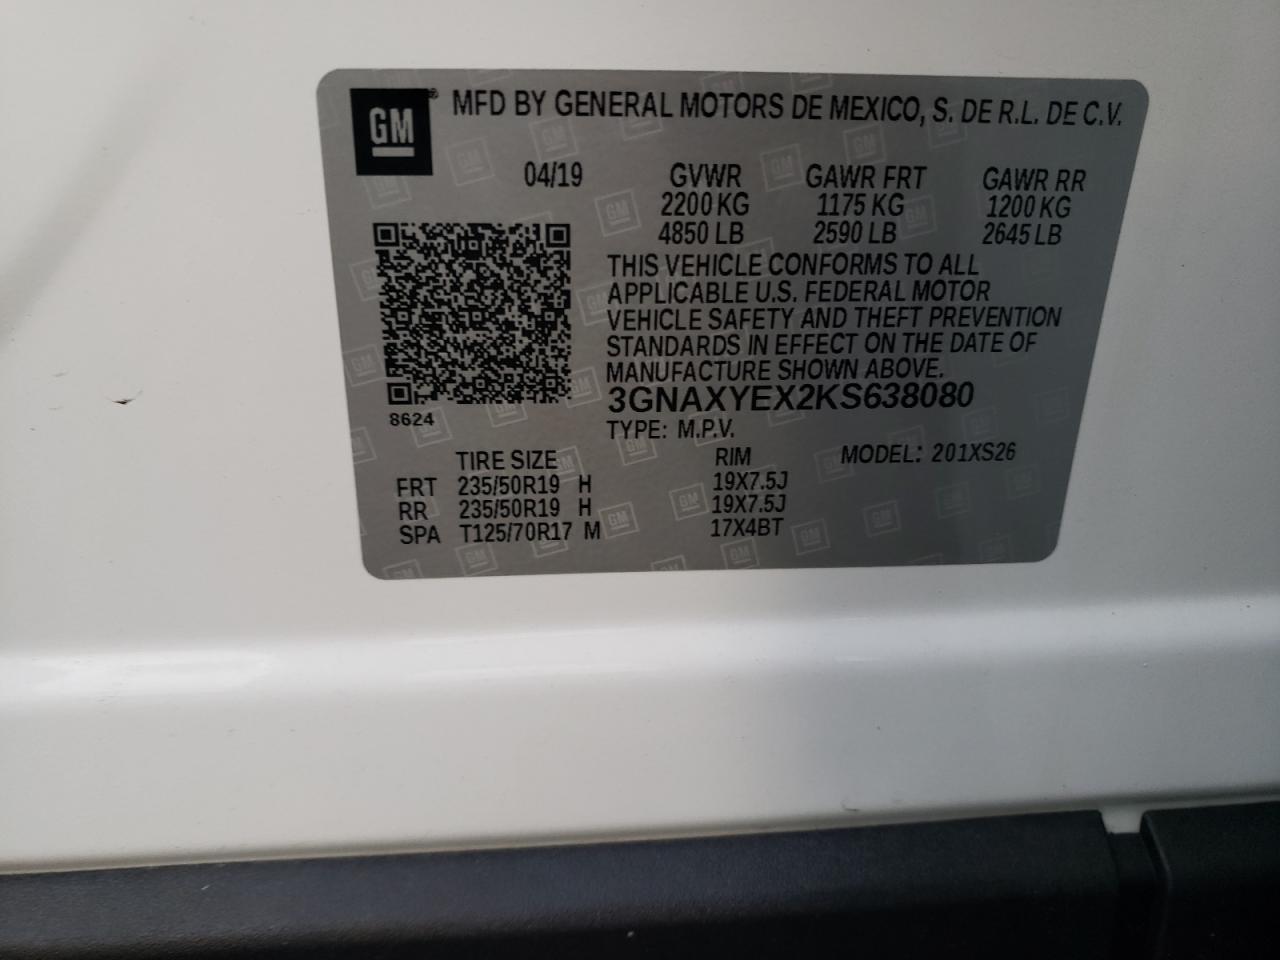 GM® MFD BY GENERAL MOTORS DE MEXICO, S. DE R.L. DE C.V.
04/19 GVWR GAWR FRT GAWR RR
2200 KG 1175 KG 1200 KG
4850 LB 2590 LB 2645 LB
THIS VEHICLE CONFORMS TO ALL
APPLICABLE U.S. FEDERAL MOTOR
VEHICLE SAFETY AND THEFT PREVENTION
STANDARDS IN EFFECT ON THE DATE OF
MANUFACTURE SHOWN ABOVE.
3GNAXYEX2KS638080
8624
TYPE: M.P.V.
TIRE SIZE RIM MODEL: 201XS26
FRT 235/50R19 H 19X7.5J
RR 235/50R19 H 19X7.5J
SPA T125/70R17 M 17X4BT